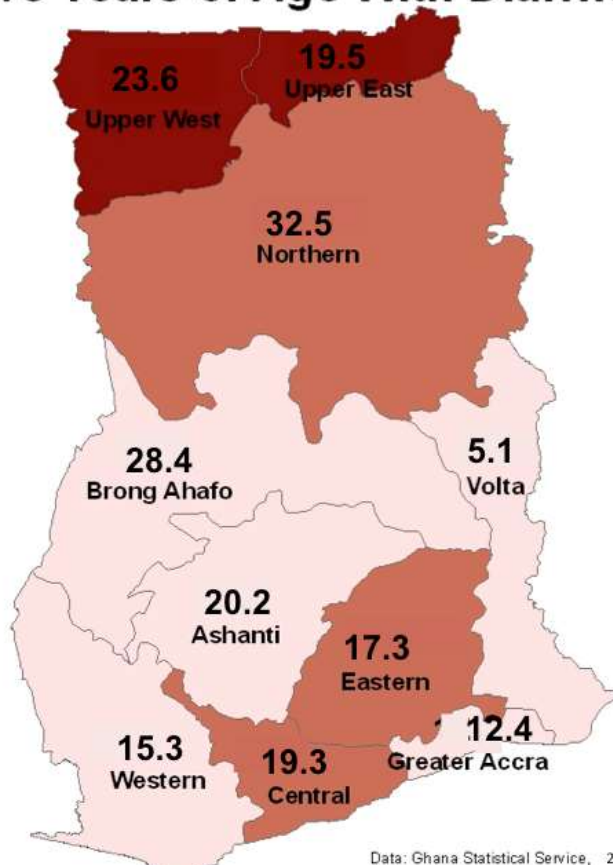 23.6
Upper West
19.5
Upper East
32.5
Northern
28.4
Brong Ahafo
5.1
Volta
20.2
Ashanti
17.3
Eastern
12.4
Greater Accra
15.3
Western
19.3
Central
Data: Ghana Statistical Service,